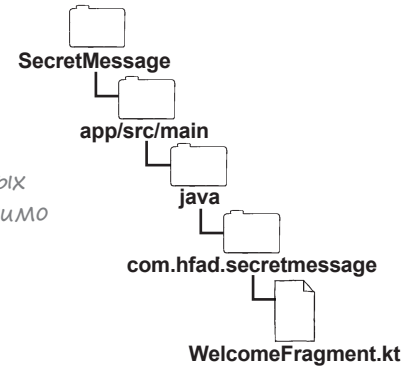 SecretMessage
app/src/main
java
com.hfad.secretmessage
WelcomeFragment.kt